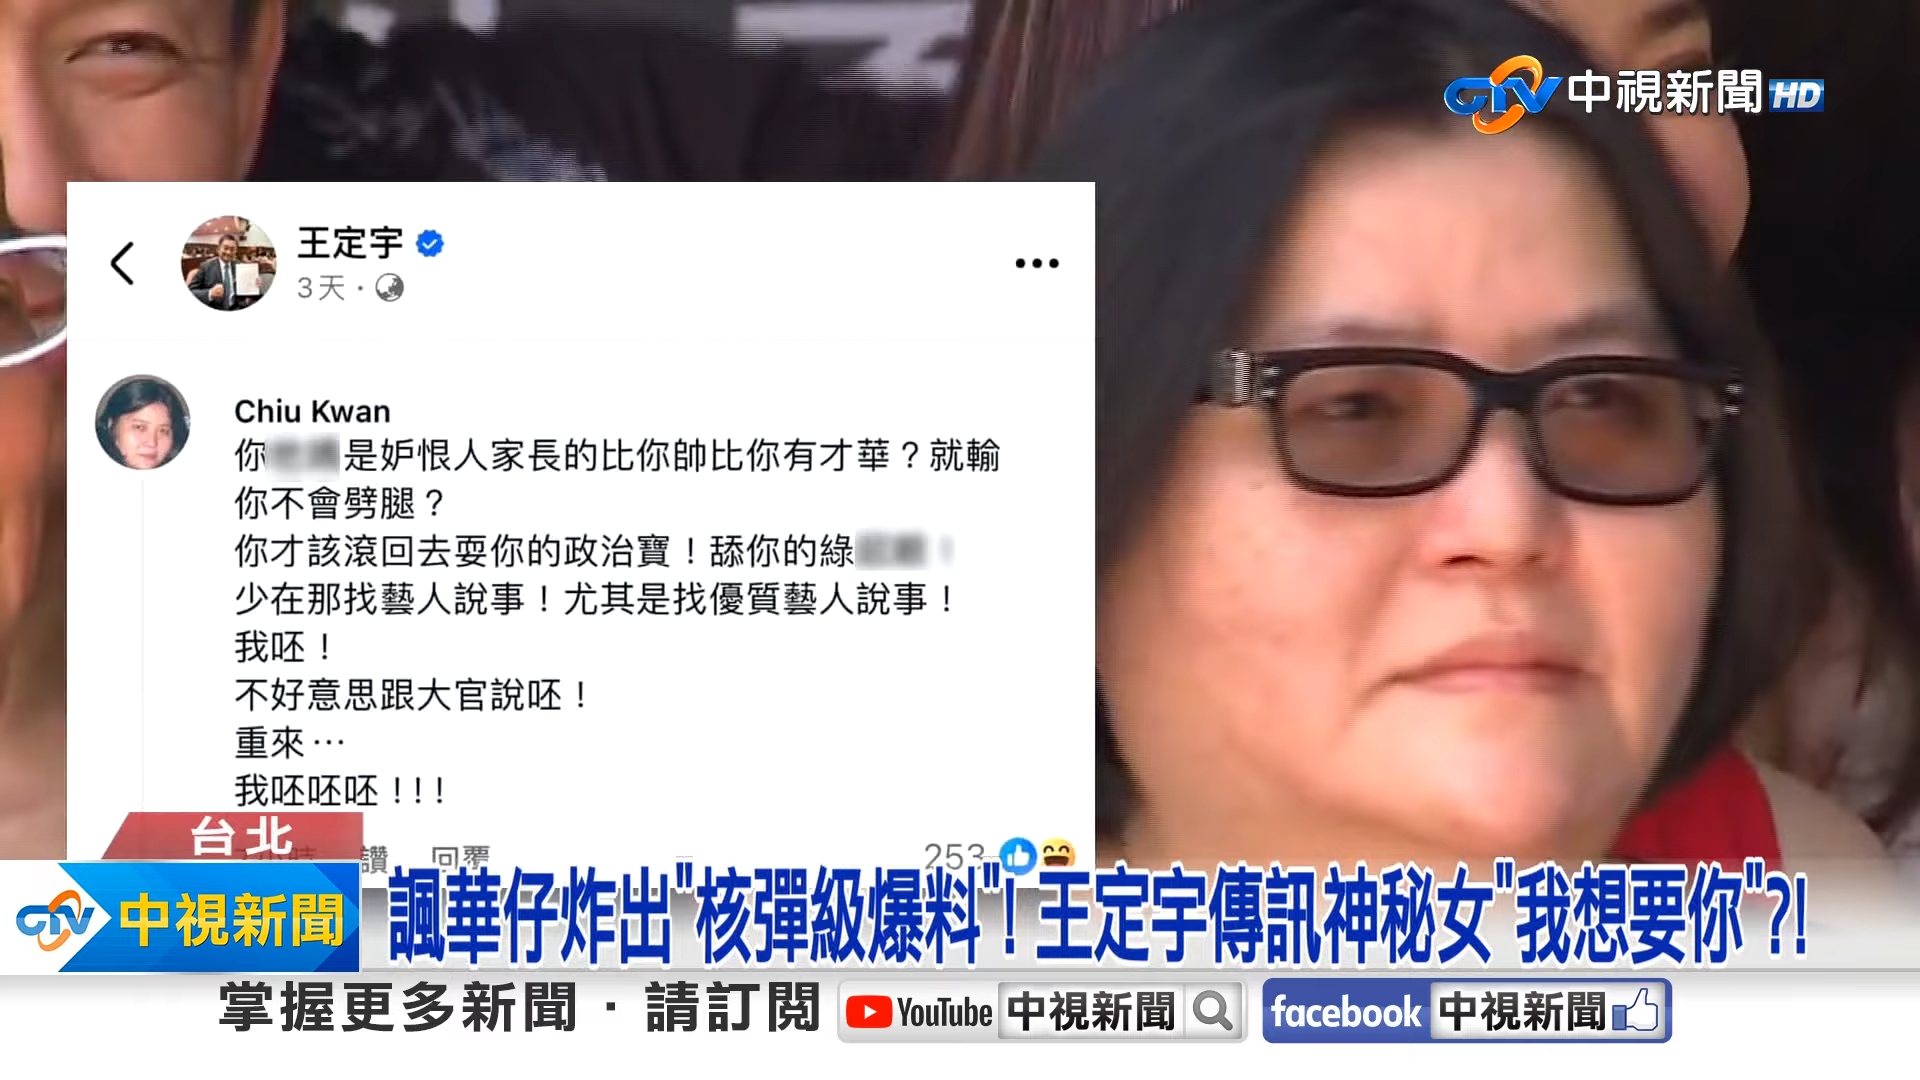 CTV 中視新聞 HD
王定宇
3天
Chiu Kwan
你 是妒恨人家長的比你帥比你有才華？就輸
你不會劈腿？
你才該滾回去耍你的政治寶！舔你的綠
少在那找藝人說事！尤其是找優質藝人說事！
我呸！
不好意思跟大官說呸！
重來…
我呸呸呸！！！
讚 回覆 253
台北
CTV 中視新聞
諷華仔炸出"核彈級爆料"！王定宇傳訊神秘女"我想要你"？！
掌握更多新聞·請訂閱 YouTube 中視新聞 facebook 中視新聞